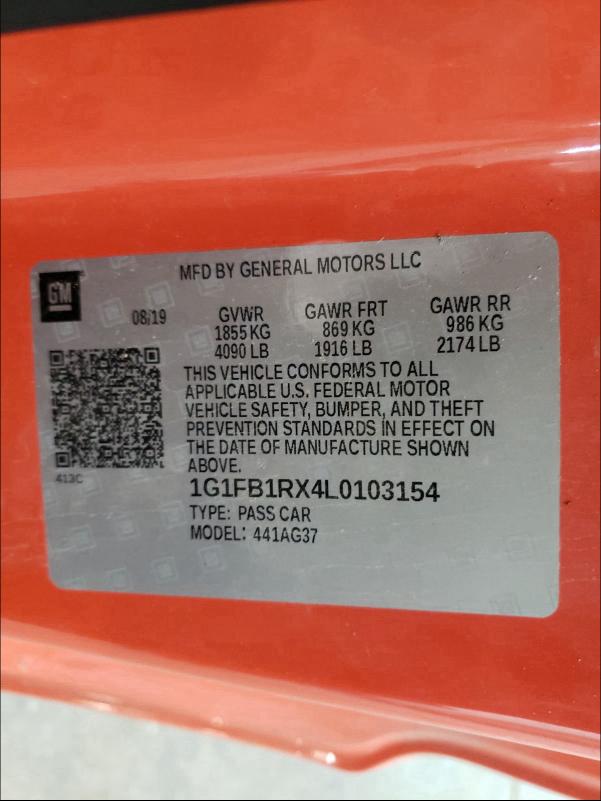 GM
MFD BY GENERAL MOTORS LLC
08/19
GVWR
1855 KG
4090 LB
GAWR FRT
869 KG
1916 LB
GAWR RR
986 KG
2174 LB
THIS VEHICLE CONFORMS TO ALL
APPLICABLE U.S. FEDERAL MOTOR
VEHICLE SAFETY, BUMPER, AND THEFT
PREVENTION STANDARDS IN EFFECT ON
THE DATE OF MANUFACTURE SHOWN
ABOVE.
413C
1G1FB1RX4L0103154
TYPE: PASS CAR
MODEL: 441AG37